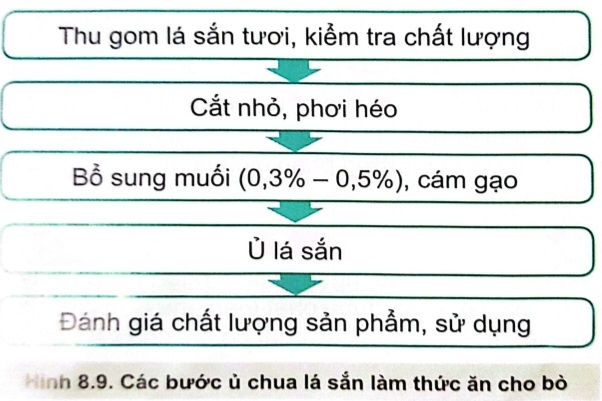 Thu gom lá sắn tươi, kiểm tra chất lượng
Cắt nhỏ, phơi héo
Bổ sung muối (0,3% – 0,5%), cám gạo
Ủ lá sắn
Đánh giá chất lượng sản phẩm, sử dụng
Hình 8.9. Các bước ủ chua lá sắn làm thức ăn cho bò